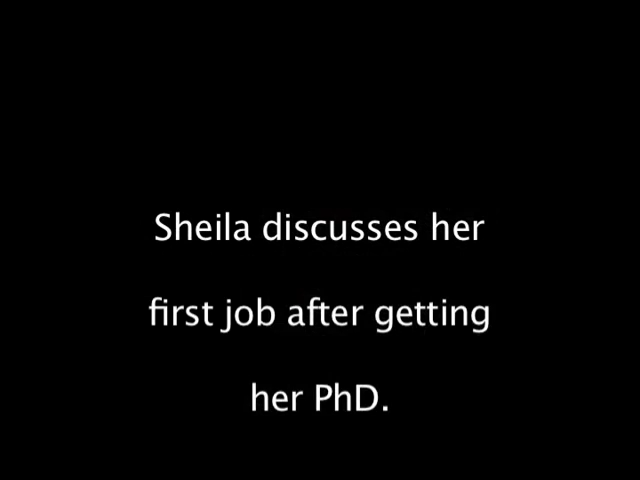 Sheila discusses her
first job after getting
her PhD.